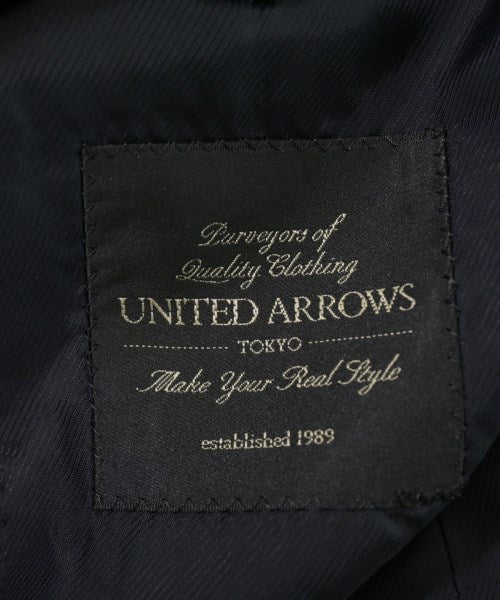 Purveyors of
Quality Clothing
UNITED ARROWS
TOKYO
Make Your Real Style
established 1989